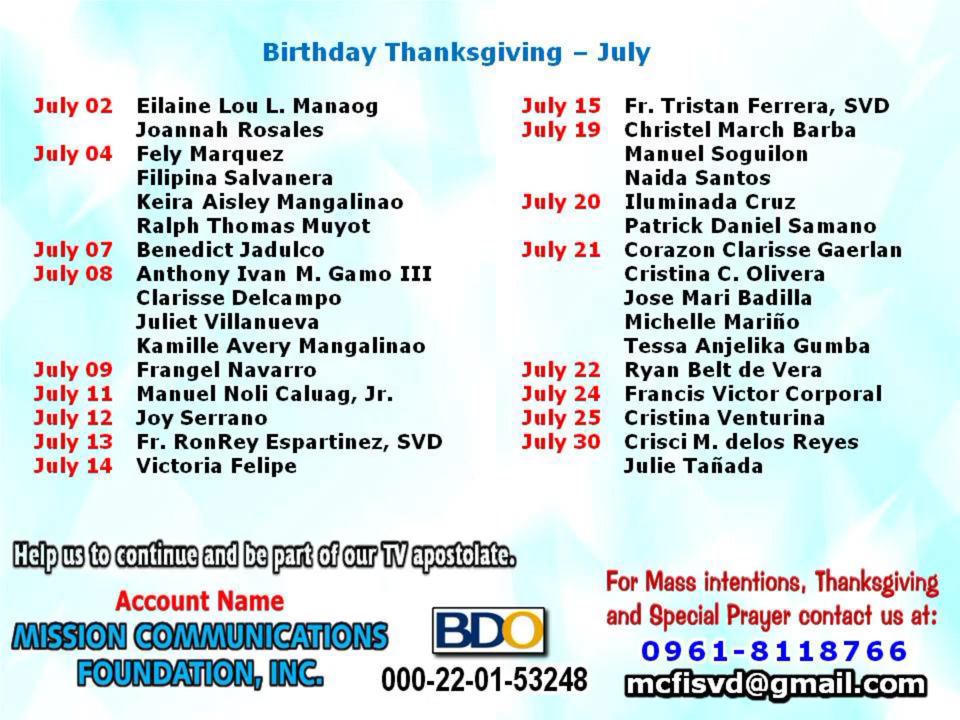 Birthday Thanksgiving – July
July 02 Eilaine Lou L. Manaog
Joannah Rosales
July 04 Fely Marquez
Filipina Salvanera
Keira Aisley Mangalinao
Ralph Thomas Muyot
July 07 Benedict Jadulco
July 08 Anthony Ivan M. Gamo III
Clarisse Delcampo
Juliet Villanueva
Kamille Avery Mangalinao
July 09 Frangel Navarro
July 11 Manuel Noli Caluag, Jr.
July 12 Joy Serrano
July 13 Fr. RonRey Espartinez, SVD
July 14 Victoria Felipe
July 15 Fr. Tristan Ferrera, SVD
July 19 Christel March Barba
Manuel Soguilon
Naida Santos
July 20 Iluminada Cruz
Patrick Daniel Samano
July 21 Corazon Clarisse Gaerlan
Cristina C. Olivera
Jose Mari Badilla
Michelle Mariño
Tessa Anjelika Gumba
July 22 Ryan Belt de Vera
July 24 Francis Victor Corporal
July 25 Cristina Venturina
July 30 Crisci M. delos Reyes
Julie Tañada
Help us to continue and be part of our TV apostolate.
Account Name
MISSION COMMUNICATIONS
FOUNDATION, INC.
BDO
000-22-01-53248
For Mass intentions, Thanksgiving
and Special Prayer contact us at:
0961-8118766
mcfisvd@gmail.com